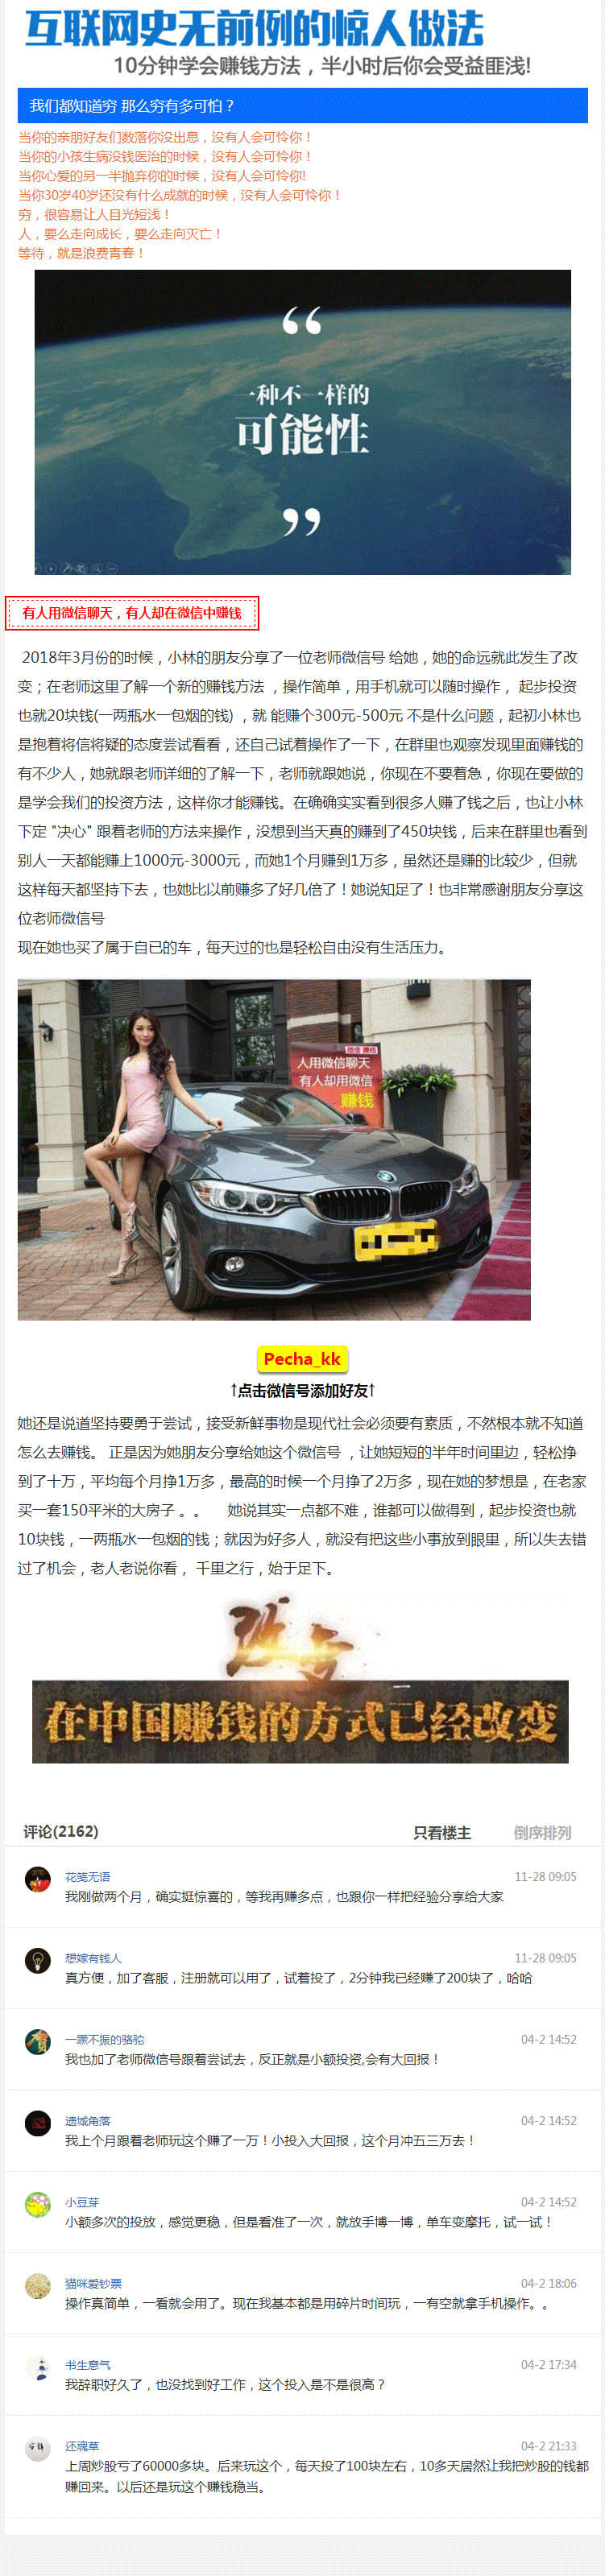 互联网史无前例的惊人做法
10分钟学会赚钱方法，半小时后你会受益匪浅!
我们都知道穷 那么穷有多可怕？
当你的亲朋好友们数落你没出息，没有人会可怜你！
当你的小孩生病没钱医治的时候，没有人会可怜你！
当你心爱的另一半抛弃你的时候，没有人会可怜你!
当你30岁40岁还没有什么成就的时候，没有人会可怜你！
穷，很容易让人目光短浅！
人，要么走向成长，要么走向灭亡！
等待，就是浪费青春！
“
一种不一样的
可能性
”
有人用微信聊天，有人却在微信中赚钱
2018年3月份的时候，小林的朋友分享了一位老师微信号 给她，她的命远就此发生了改
变；在老师这里了解一个新的赚钱方法 ，操作简单，用手机就可以随时操作， 起步投资
也就20块钱(一两瓶水一包烟的钱) ，就 能赚个300元-500元 不是什么问题，起初小林也
是抱着将信将疑的态度尝试看看，还自己试着操作了一下，在群里也观察发现里面赚钱的
有不少人，她就跟老师详细的了解一下，老师就跟她说，你现在不要着急，你现在要做的
是学会我们的投资方法，这样你才能赚钱。在确确实实看到很多人赚了钱之后，也让小林
下定 "决心" 跟着老师的方法来操作，没想到当天真的赚到了450块钱，后来在群里也看到
别人一天都能赚上1000元-3000元，而她1个月赚到1万多，虽然还是赚的比较少，但就
这样每天都坚持下去，也她比以前赚多了好几倍了！她说知足了！也非常感谢朋友分享这
位老师微信号
现在她也买了属于自已的车，每天过的也是轻松自由没有生活压力。
微信 赚钱
人用微信聊天
有人却用微信
赚钱
Pecha_kk
↑点击微信号添加好友↑
她还是说道坚持要勇于尝试，接受新鲜事物是现代社会必须要有素质，不然根本就不知道
怎么去赚钱。 正是因为她朋友分享给她这个微信号 ，让她短短的半年时间里边，轻松挣
到了十万，平均每个月挣1万多，最高的时候一个月挣了2万多，现在她的梦想是，在老家
买一套150平米的大房子 。 。 她说其实一点都不难，谁都可以做得到，起步投资也就
10块钱，一两瓶水一包烟的钱；就因为好多人，就没有把这些小事放到眼里，所以失去错
过了机会，老人老说你看， 千里之行，始于足下。
在中国赚钱的方式已经改变
评论(2162) 只看楼主 倒序排列
花笺无语 11-28 09:05
我刚做两个月，确实挺惊喜的，等我再赚多点，也跟你一样把经验分享给大家
想嫁有钱人 11-28 09:05
真方便，加了客服，注册就可以用了，试着投了，2分钟我已经赚了200块了，哈哈
一蹶不振的骆驼 04-2 14:52
我也加了老师微信号跟着尝试去，反正就是小额投资,会有大回报！
遗城角落 04-2 14:52
我上个月跟着老师玩这个赚了一万！小投入大回报，这个月冲五三万去！
小豆芽 04-2 14:52
小额多次的投放，感觉更稳，但是看准了一次，就放手博一博，单车变摩托，试一试！
猫咪爱钞票 04-2 18:06
操作真简单，一看就会用了。现在我基本都是用碎片时间玩，一有空就拿手机操作。。
书生意气 04-2 17:34
我辞职好久了，也没找到好工作，这个投入是不是很高？
还魂草 04-2 21:33
上周炒股亏了60000多块。后来玩这个，每天投了100块左右，10多天居然让我把炒股的钱都
赚回来。以后还是玩这个赚钱稳当。